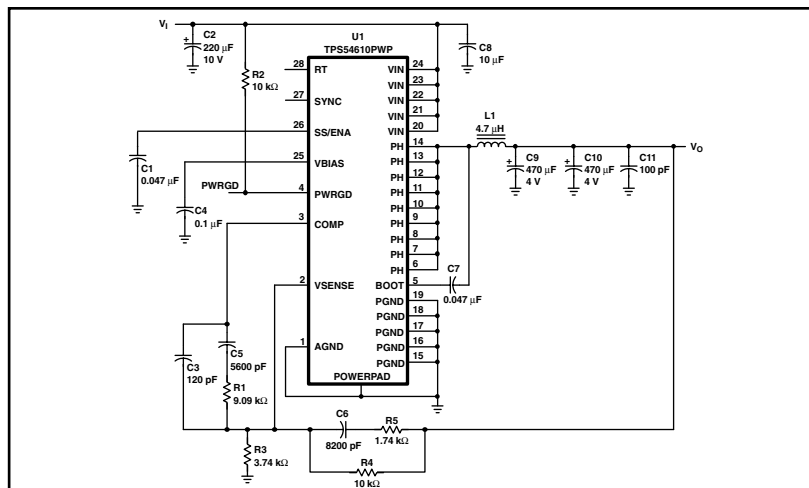 V_I
C2
220 μF
10 V
+
U1
TPS54610PWP
C8
10 μF
R2
10 kΩ
28 RT
27 SYNC
26 SS/ENA
25 VBIAS
4 PWRGD
3 COMP
2 VSENSE
1 AGND
POWERPAD
VIN 24
VIN 23
VIN 22
VIN 21
VIN 20
PH 14
PH 13
PH 12
PH 11
PH 10
PH 9
PH 8
PH 7
PH 6
BOOT 5
PGND 19
PGND 18
PGND 17
PGND 16
PGND 15
L1
4.7 μH
V_O
+
C9
470 μF
4 V
+
C10
470 μF
4 V
C11
100 pF
C1
0.047 μF
PWRGD
C4
0.1 μF
C7
0.047 μF
C3
120 pF
C5
5600 pF
R1
9.09 kΩ
R3
3.74 kΩ
C6
8200 pF
R5
1.74 kΩ
R4
10 kΩ